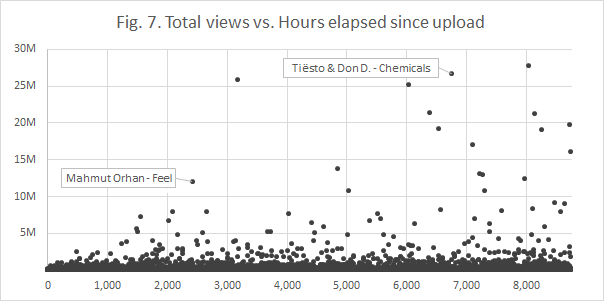 Fig. 7. Total views vs. Hours elapsed since upload
30M
25M
20M
15M
10M
5M
Tiësto & Don D. - Chemicals
Mahmut Orhan - Feel
0 1,000 2,000 3,000 4,000 5,000 6,000 7,000 8,000